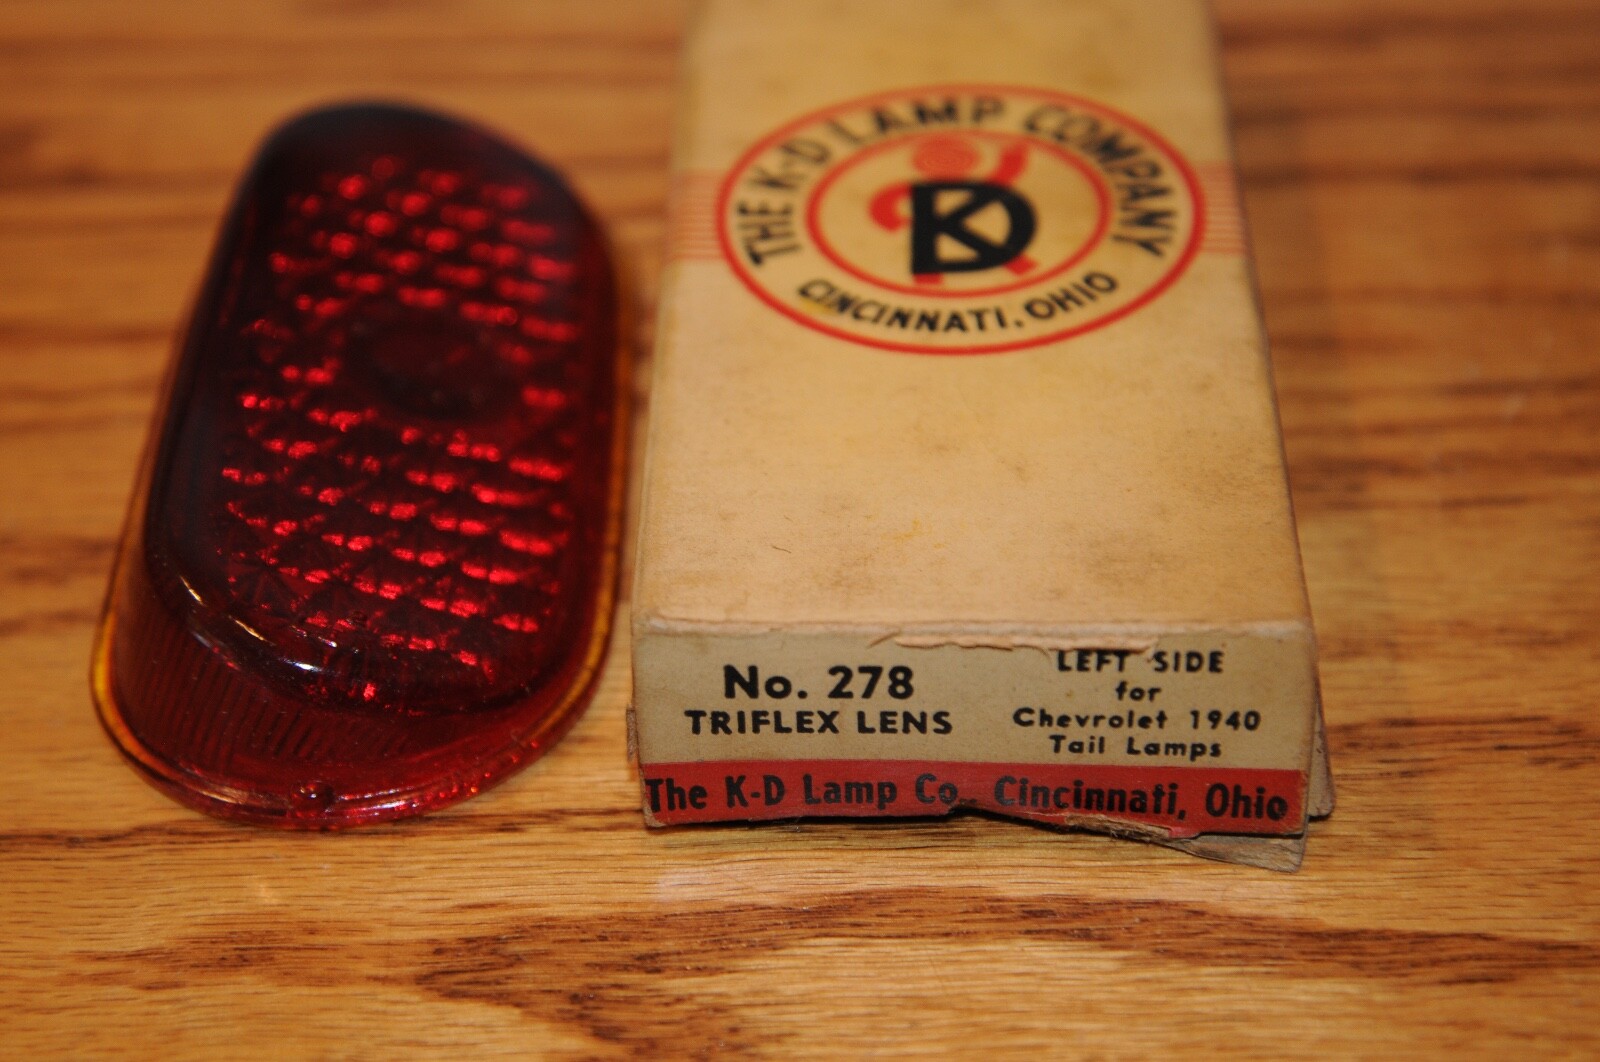 THE K-D LAMP COMPANY
KD
CINCINNATI, OHIO
No. 278
TRIFLEX LENS
LEFT SIDE
for
Chevrolet 1940
Tail Lamps
The K-D Lamp Co., Cincinnati, Ohio